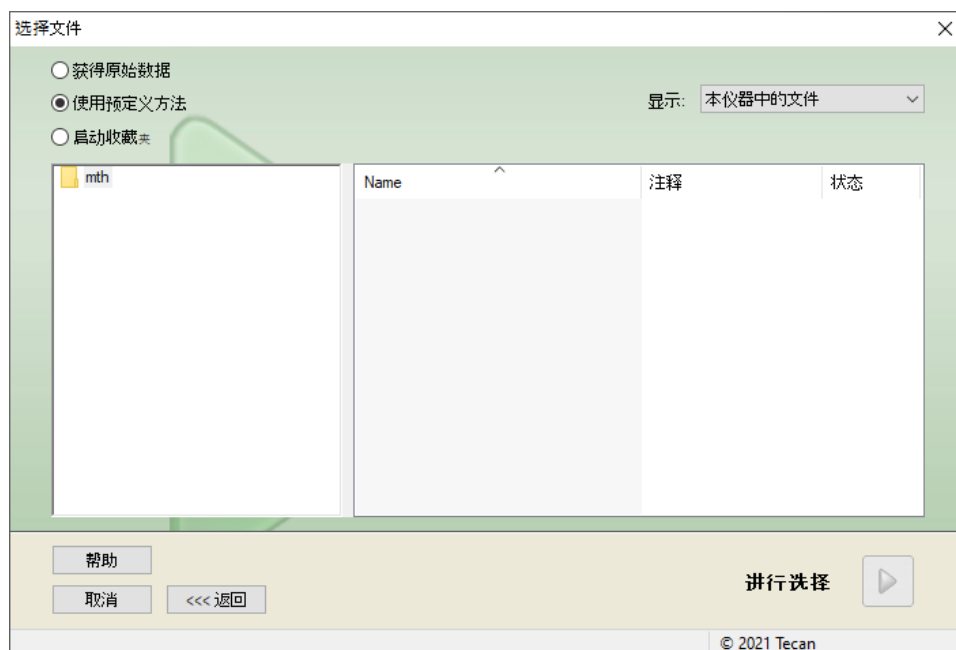 选择文件
获得原始数据
使用预定义方法
显示: 本仪器中的文件
启动收藏夹
mth
Name 注释 状态
帮助
进行选择
取消 <<< 返回
© 2021 Tecan